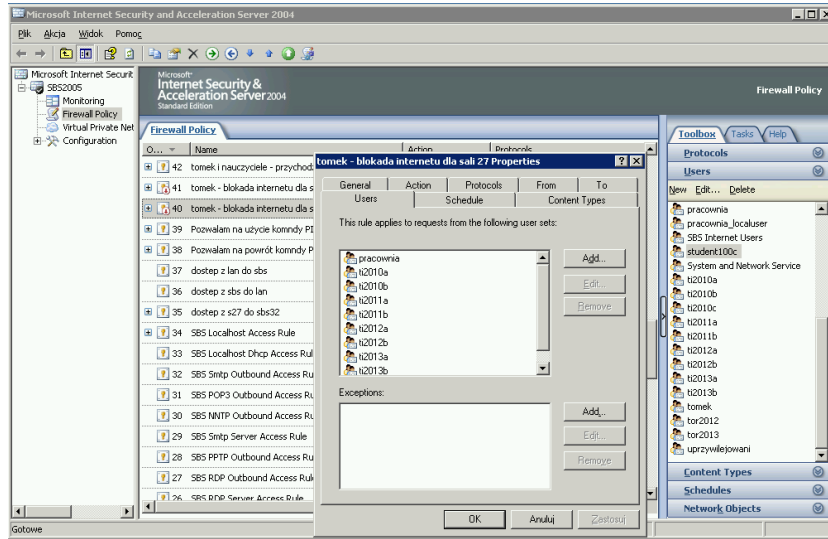 Microsoft Internet Security and Acceleration Server 2004
Plik Akcja Widok Pomoc
Microsoft Internet Securit
SBS2005
Monitoring
Firewall Policy
Virtual Private Net
Configuration
Microsoft
Internet Security &
Acceleration Server 2004
Standard Edition
Firewall Policy
Firewall Policy
O... Name Action Protocols
42 tomek i nauczyciele - przychod:
41 tomek - blokada internetu dla s
40 tomek - blokada internetu dla s
39 Pozwalam na użycie komndy PI
38 Pozwalam na powrót komndy P
37 dostep z lan do sbs
36 dostep z sbs do lan
35 dostep z s27 do sbs32
34 SBS Localhost Access Rule
33 SBS Localhost Dhcp Access Rul
32 SBS Smtp Outbound Access Ru
31 SBS POP3 Outbound Access Ru
30 SBS NNTP Outbound Access Ru
29 SBS Smtp Server Access Rule
28 SBS PPTP Outbound Access Ru
27 SBS RDP Outbound Access Rul
26 SBS RDP Server Access Rule
tomek - blokada internetu dla sali 27 Properties
General Action Protocols From To
Users Schedule Content Types
This rule applies to requests from the following user sets:
pracownia
ti2010a
ti2010b
ti2011a
ti2011b
ti2012a
ti2012b
ti2013a
ti2013b
Add...
Edit...
Remove
Exceptions:
Add...
Edit...
Remove
OK Anuluj Zastosuj
Toolbox Tasks Help
Protocols
Users
New Edit... Delete
pracownia
pracownia_localuser
SBS Internet Users
student100c
System and Network Service
ti2010a
ti2010b
ti2010c
ti2011a
ti2011b
ti2012a
ti2012b
ti2013a
ti2013b
tomek
tor2012
tor2013
uprzywilejowani
Content Types
Schedules
Network Objects
Gotowe